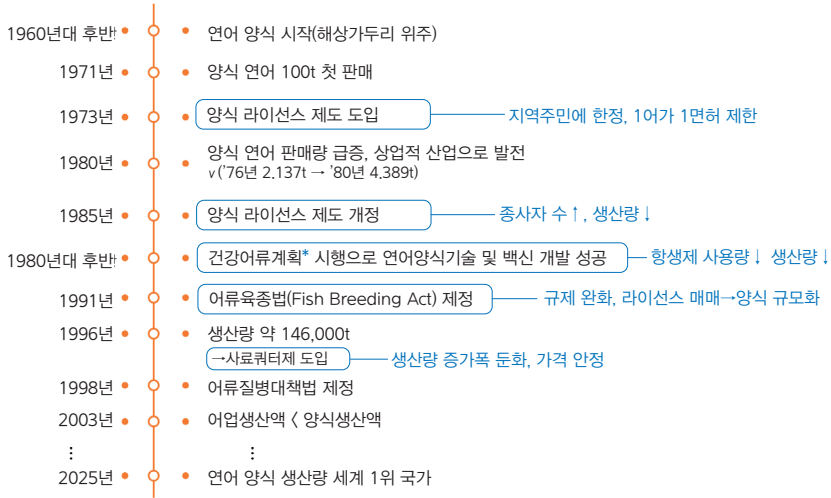 1960년대 후반 연어 양식 시작(해상가두리 위주)
1971년 양식 연어 100t 첫 판매
1973년 양식 라이선스 제도 도입 지역주민에 한정, 1어가 1면허 제한
1980년 양식 연어 판매량 급증, 상업적 산업으로 발전
v('76년 2.137t → '80년 4.389t)
1985년 양식 라이선스 제도 개정 종사자 수↑, 생산량↓
1980년대 후반 건강어류계획* 시행으로 연어양식기술 및 백신 개발 성공 항생제 사용량↓ 생산량↓
1991년 어류육종법(Fish Breeding Act) 제정 규제 완화, 라이선스 매매→양식 규모화
1996년 생산량 약 146,000t
→사료쿼터제 도입 생산량 증가폭 둔화, 가격 안정
1998년 어류질병대책법 제정
2003년 어업생산액 < 양식생산액
⋮ ⋮
2025년 연어 양식 생산량 세계 1위 국가